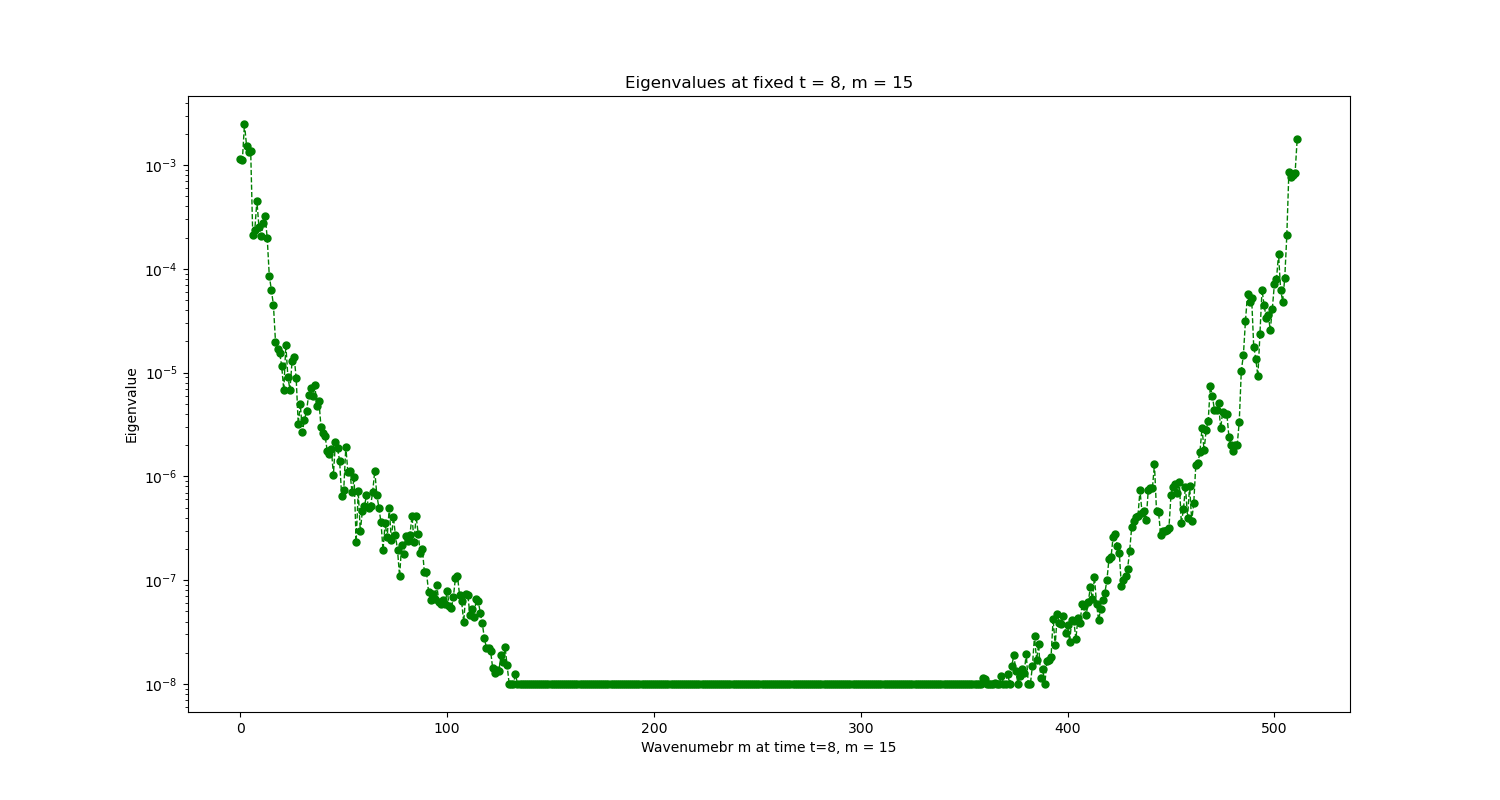 Eigenvalues at fixed t = 8, m = 15
Eigenvalue
10⁻³
10⁻⁴
10⁻⁵
10⁻⁶
10⁻⁷
10⁻⁸
0 100 200 300 400 500
Wavenumebr m at time t=8, m = 15